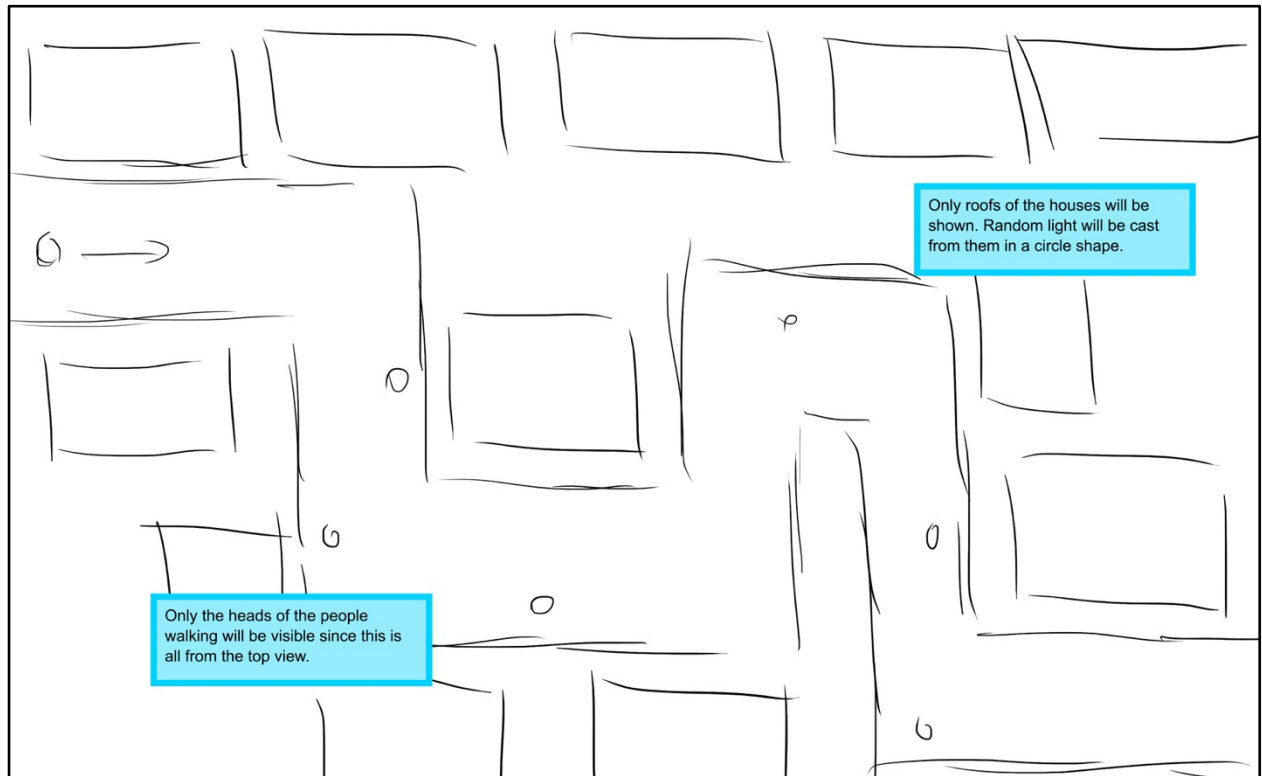 Only roofs of the houses will be
shown. Random light will be cast
from them in a circle shape.
Only the heads of the people
walking will be visible since this is
all from the top view.